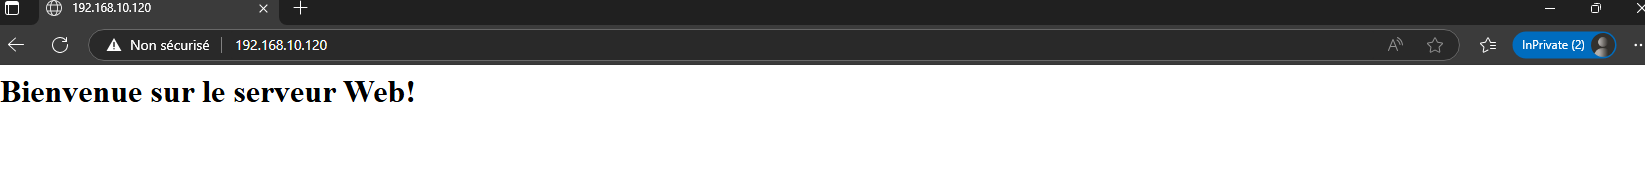 192.168.10.120
Non sécurisé 192.168.10.120 InPrivate (2)
Bienvenue sur le serveur Web!